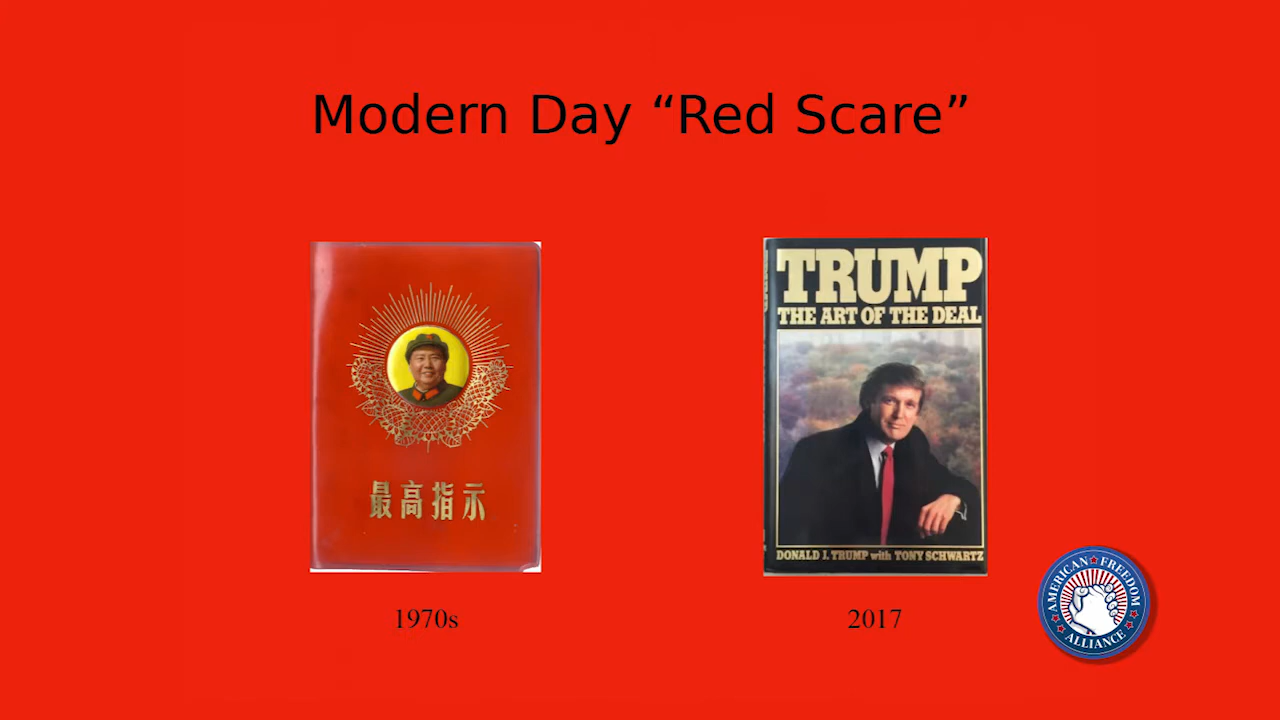 Modern Day “Red Scare”
最高指示
1970s
TRUMP
THE ART OF THE DEAL
DONALD J. TRUMP with TONY SCHWARTZ
2017
AMERICAN FREEDOM
ALLIANCE